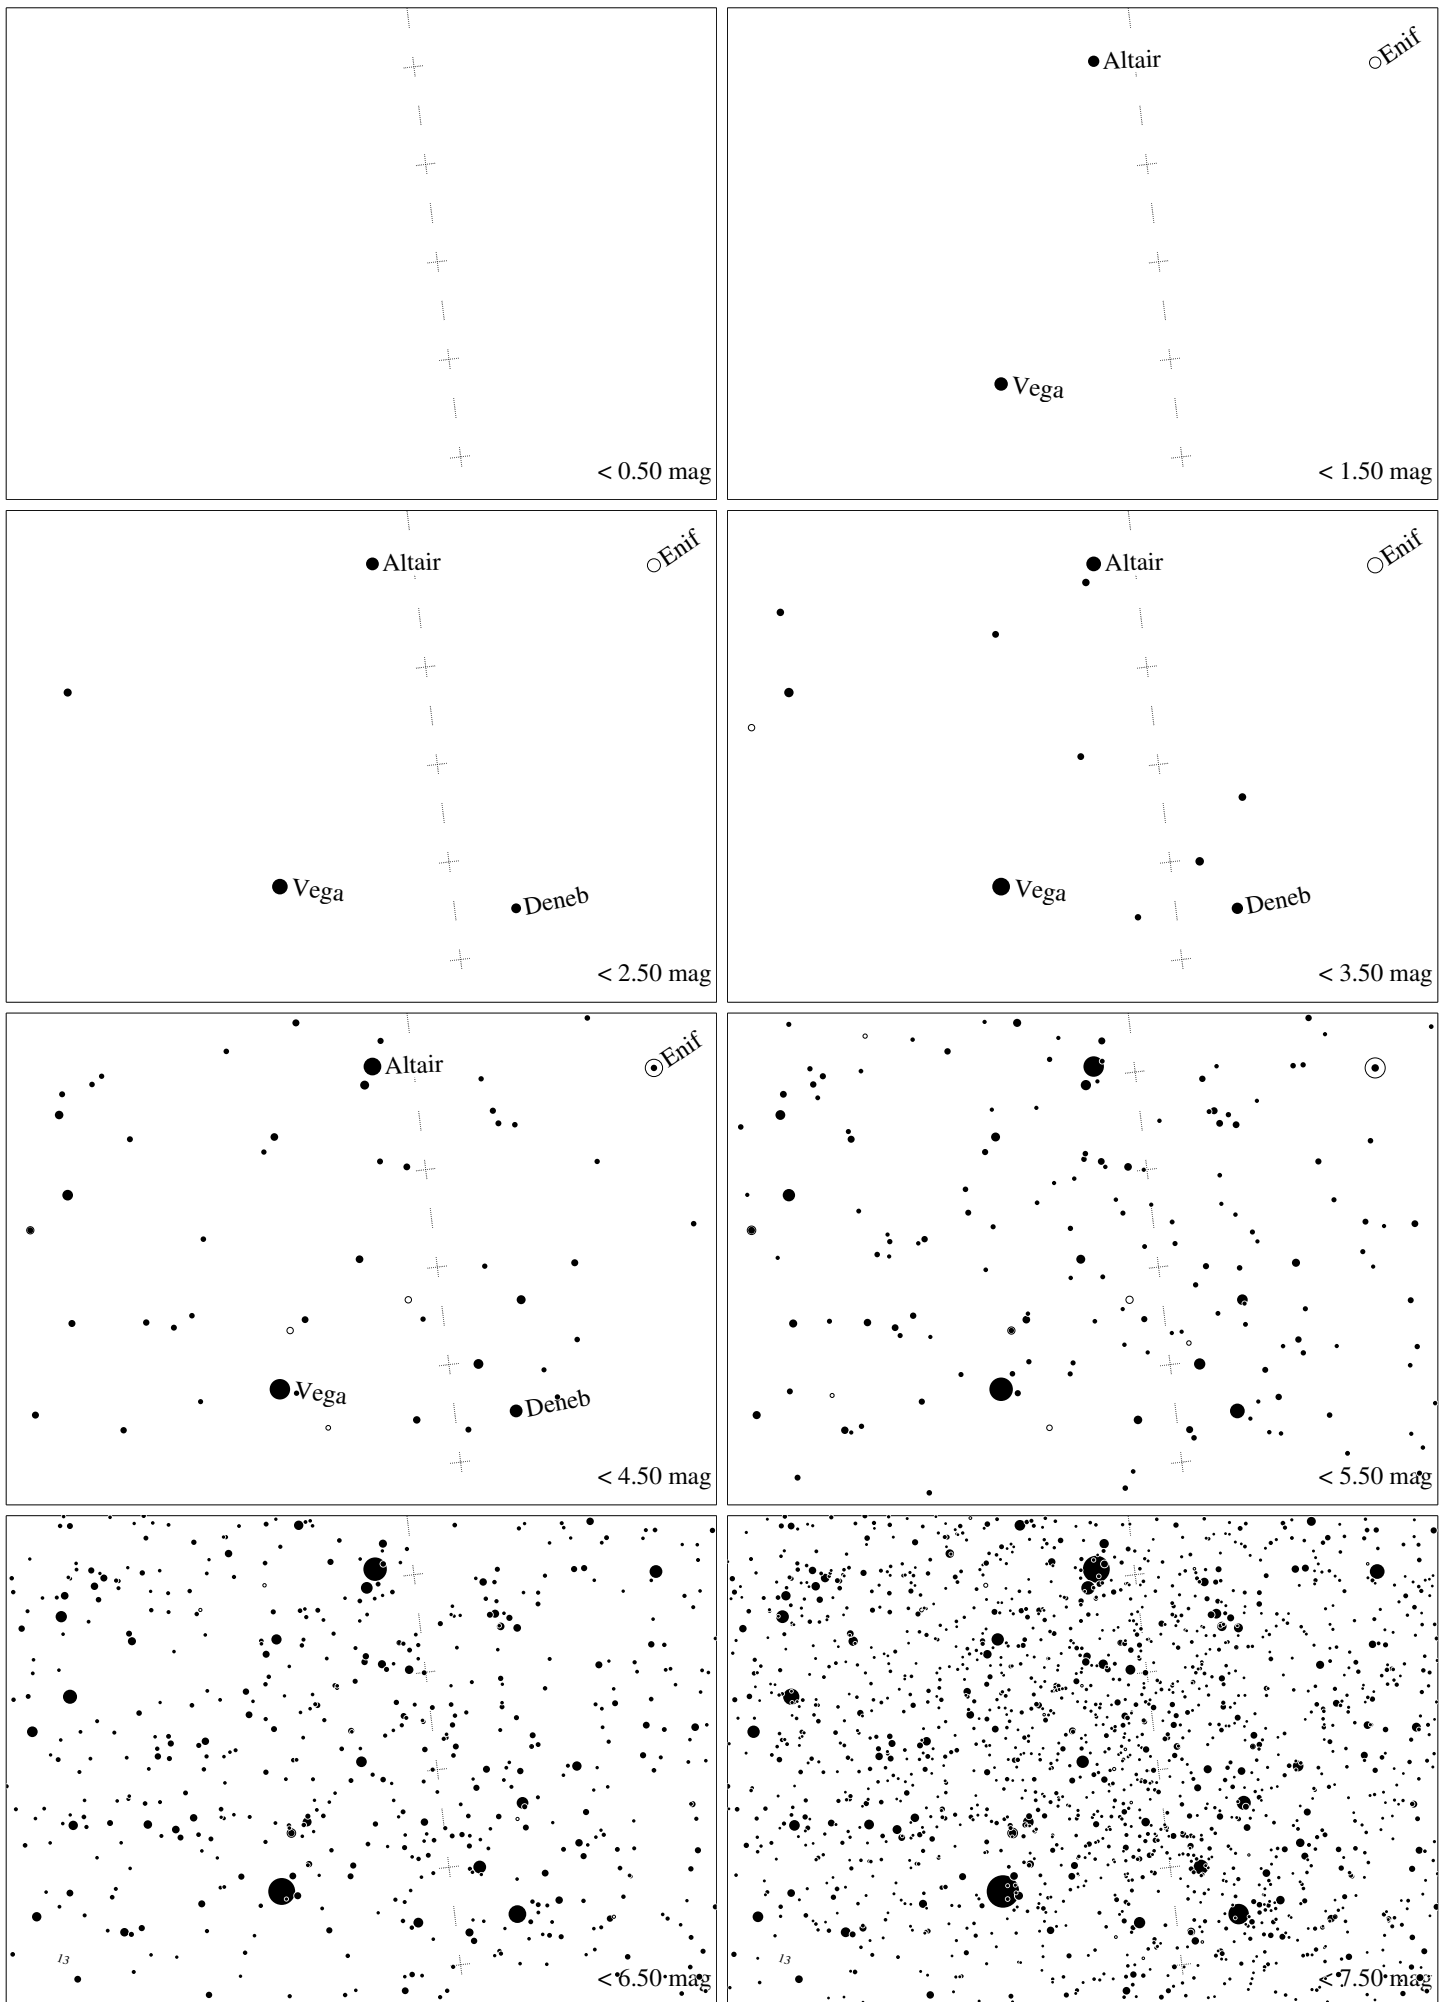 < 0.50 mag
Altair
Enif
Vega
< 1.50 mag
Altair
Enif
Vega
Deneb
< 2.50 mag
Altair
Enif
Vega
Deneb
< 3.50 mag
Altair
Enif
Vega
Deneb
< 4.50 mag
< 5.50 mag
13
< 6.50 mag
13
< 7.50 mag